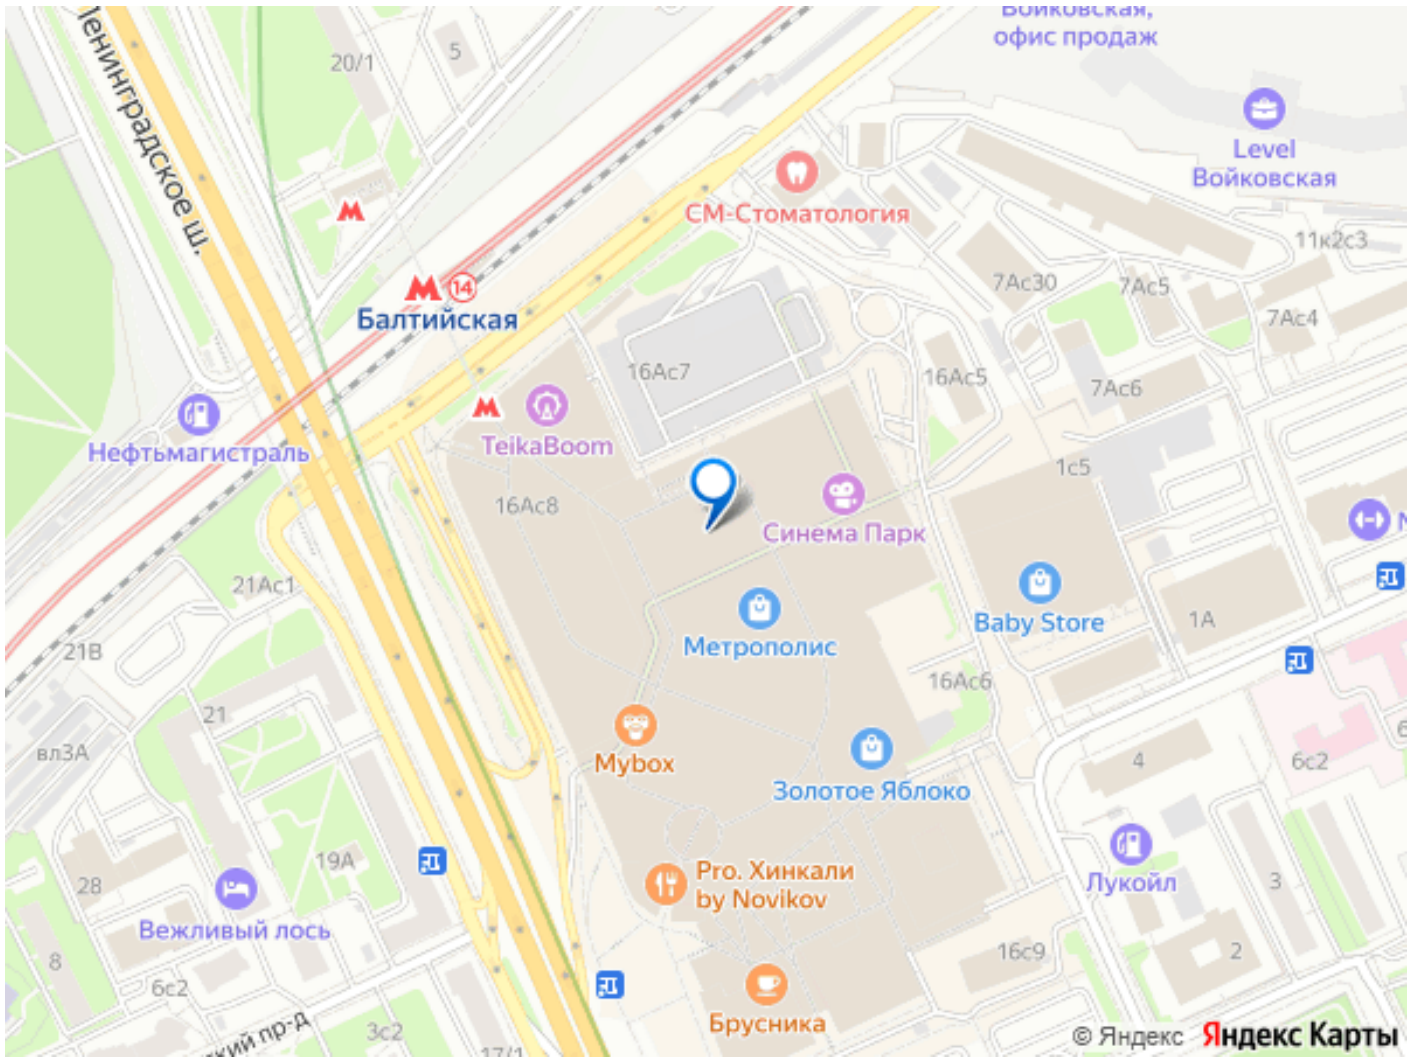 Войковская,
офис продаж
Ленинградское ш.
20/1
5
Level
Войковская
СМ-Стоматология
11к2с3
7Ас30
7Ас5
7Ас4
14
Балтийская
16Ас7
16Ас5
7Ас6
TeikaBoom
Нефтьмагистраль
1с5
16Ас8
Синема Парк
21Ас1
Метрополис
Baby Store
1А
21В
16Ас6
21
вл3А
Mybox
Золотое Яблоко
4
6с2
19А
28
Pro. Хинкали
by Novikov
Лукойл
3
Вежливый лось
8
6с2
16с9
2
Брусника
3с2
17/1
кий пр-д
© Яндекс Яндекс Карты